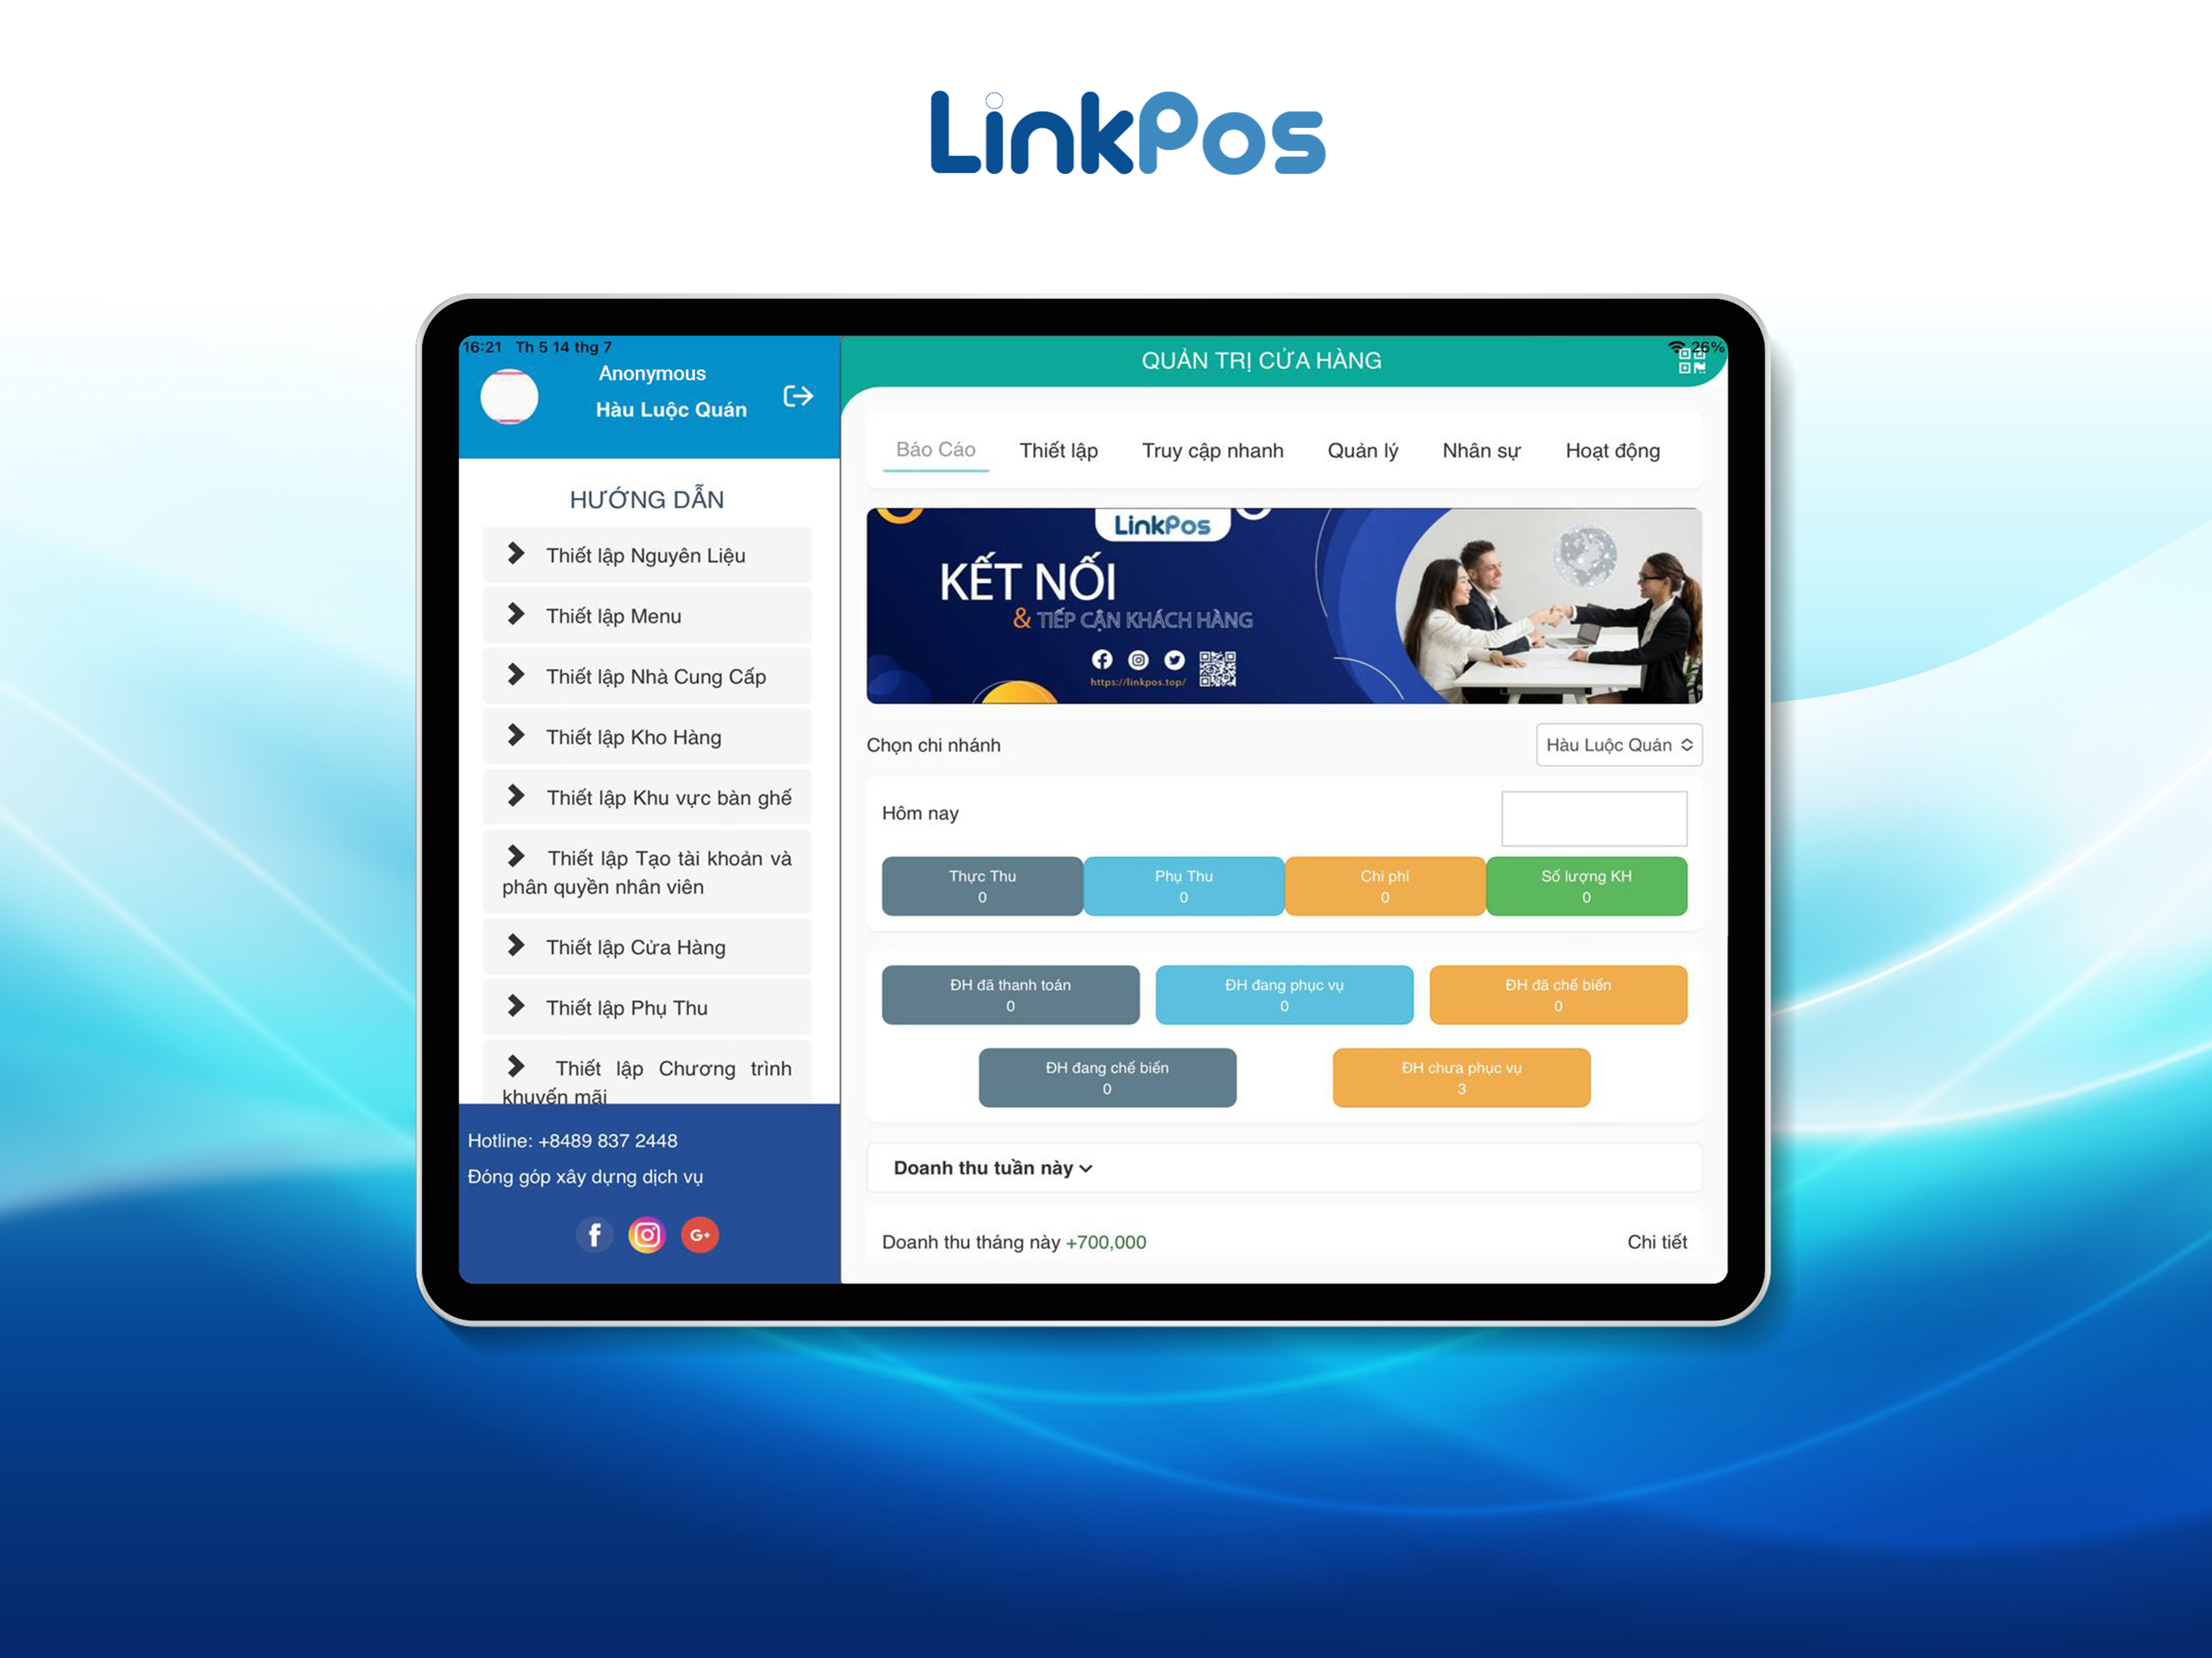 LinkPos
16:21 Th 5 14 thg 7
26%
Anonymous
Hàu Luộc Quán
HƯỚNG DẪN
Thiết lập Nguyên Liệu
Thiết lập Menu
Thiết lập Nhà Cung Cấp
Thiết lập Kho Hàng
Thiết lập Khu vực bàn ghế
Thiết lập Tạo tài khoản và
phân quyền nhân viên
Thiết lập Cửa Hàng
Thiết lập Phụ Thu
Thiết lập Chương trình
khuyến mãi
Hotline: +8489 837 2448
Đóng góp xây dựng dịch vụ
f
G+
QUẢN TRỊ CỬA HÀNG
Báo Cáo Thiết lập Truy cập nhanh Quản lý Nhân sự Hoạt động
LinkPos
KẾT NỐI
& TIẾP CẬN KHÁCH HÀNG
https://linkpos.top/
Chọn chi nhánh
Hàu Luộc Quán
Hôm nay
Thực Thu
0
Phụ Thu
0
Chi phí
0
Số lượng KH
0
ĐH đã thanh toán
0
ĐH đang phục vụ
0
ĐH đã chế biến
0
ĐH đang chế biến
0
ĐH chưa phục vụ
3
Doanh thu tuần này
Doanh thu tháng này +700,000
Chi tiết